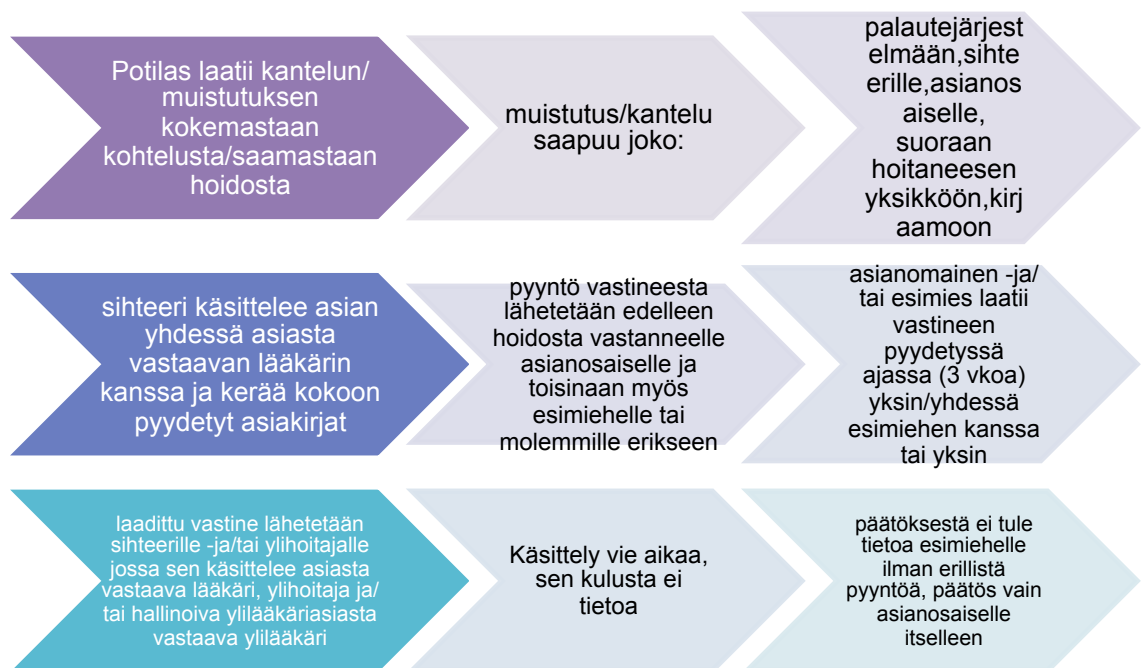 Potilas laatii kantelun/
muistutuksen
kokemastaan
kohtelusta/saamastaan
hoidosta
muistutus/kantelu
saapuu joko:
palautejärjest
elmään,sihte
erille,asianos
aiselle,
suoraan
hoitaneesen
yksikköön,kirj
aamoon
sihteeri käsittelee asian
yhdessä asiasta
vastaavan lääkärin
kanssa ja kerää kokoon
pyydetyt asiakirjat
pyyntö vastineesta
lähetetään edelleen
hoidosta vastanneelle
asianosaiselle ja
toisinaan myös
esimiehelle tai
molemmille erikseen
asianomainen -ja/
tai esimies laatii
vastineen
pyydetyssä
ajassa (3 vkoa)
yksin/yhdessä
esimiehen kanssa
tai yksin
laadittu vastine lähetetään
sihteerille -ja/tai ylihoitajalle
jossa sen käsittelee asiasta
vastaava lääkäri, ylihoitaja ja/
tai hallinoiva ylilääkäriasiasta
vastaava ylilääkäri
Käsittely vie aikaa,
sen kulusta ei
tietoa
päätöksestä ei tule
tietoa esimiehelle
ilman erillistä
pyyntöä, päätös vain
asianosaiselle
itselleen